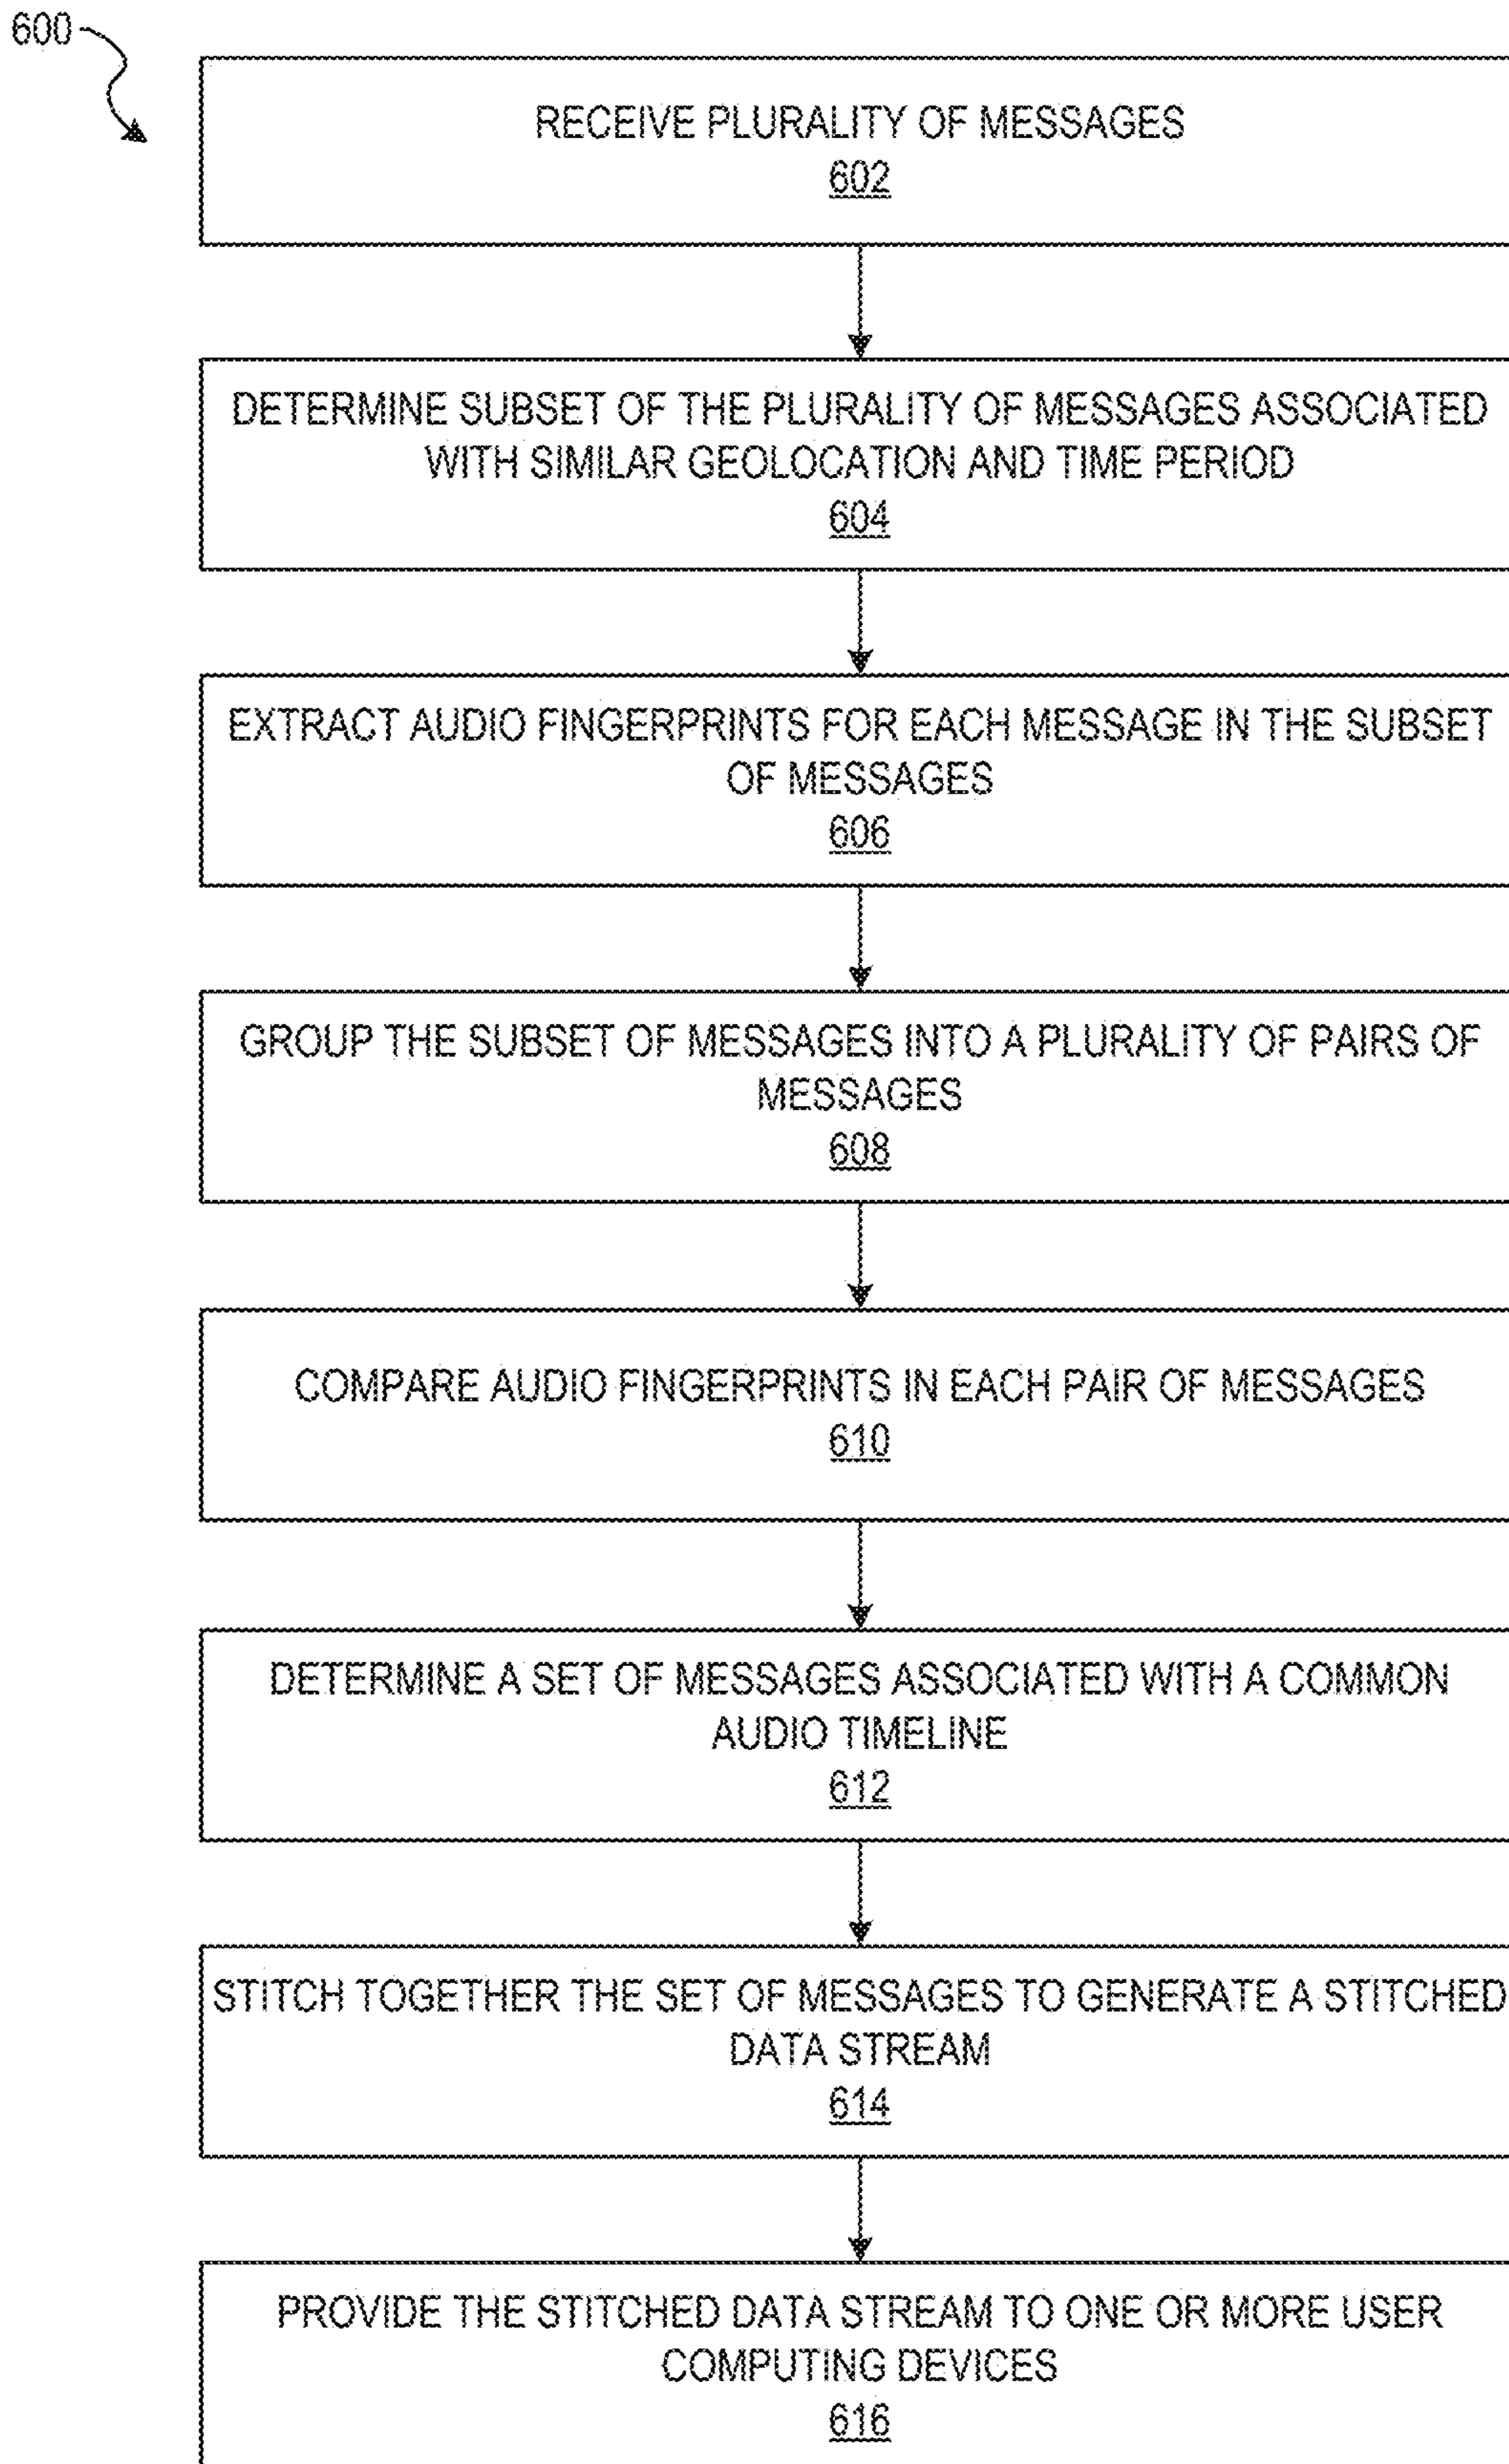 600
RECEIVE PLURALITY OF MESSAGES
602
DETERMINE SUBSET OF THE PLURALITY OF MESSAGES ASSOCIATED
WITH SIMILAR GEOLOCATION AND TIME PERIOD
604
EXTRACT AUDIO FINGERPRINTS FOR EACH MESSAGE IN THE SUBSET
OF MESSAGES
606
GROUP THE SUBSET OF MESSAGES INTO A PLURALITY OF PAIRS OF
MESSAGES
608
COMPARE AUDIO FINGERPRINTS IN EACH PAIR OF MESSAGES
610
DETERMINE A SET OF MESSAGES ASSOCIATED WITH A COMMON
AUDIO TIMELINE
612
STITCH TOGETHER THE SET OF MESSAGES TO GENERATE A STITCHED
DATA STREAM
614
PROVIDE THE STITCHED DATA STREAM TO ONE OR MORE USER
COMPUTING DEVICES
616